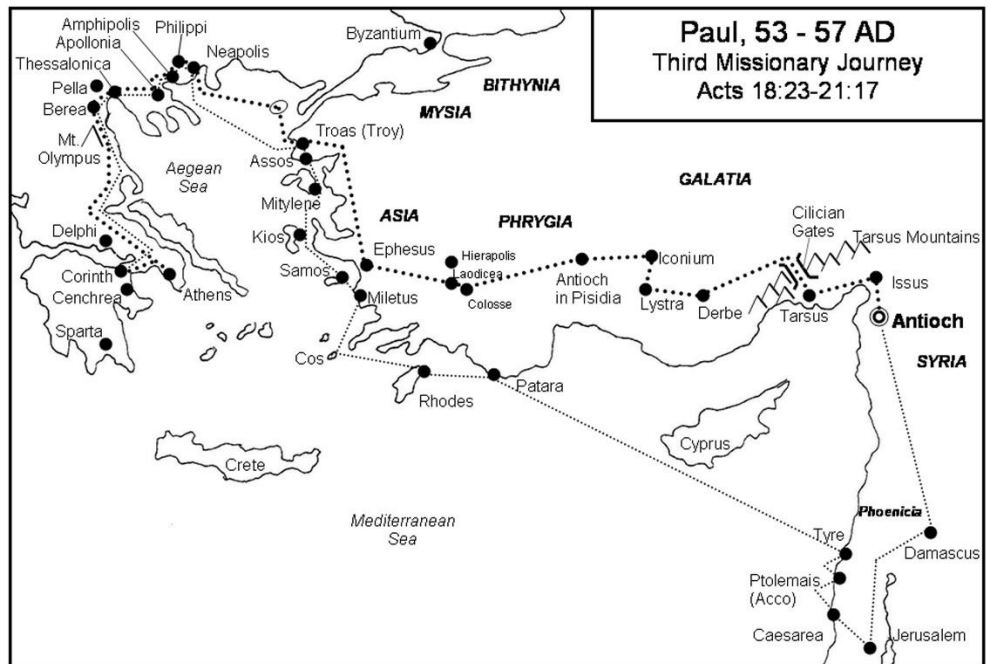 Paul, 53 - 57 AD
Third Missionary Journey
Acts 18:23-21:17
Amphipolis
Philippi
Apollonia
Neapolis
Thessalonica
Byzantium
Pella
Berea
BITHYNIA
MYSIA
Mt.
Olympus
Troas (Troy)
Assos
Aegean
Sea
GALATIA
Mitylene
ASIA
PHRYGIA
Cilician
Gates
Delphi
Kios
Tarsus Mountains
Ephesus
Hierapolis
Iconium
Corinth
Samos
Laodicea
Antioch
in Pisidia
Issus
Cenchrea
Athens
Miletus
Colosse
Lystra
Derbe
Tarsus
Antioch
Sparta
Cos
SYRIA
Rhodes
Patara
Cyprus
Crete
Mediterranean
Sea
Phoenicia
Tyre
Damascus
Ptolemais
(Acco)
Caesarea
Jerusalem